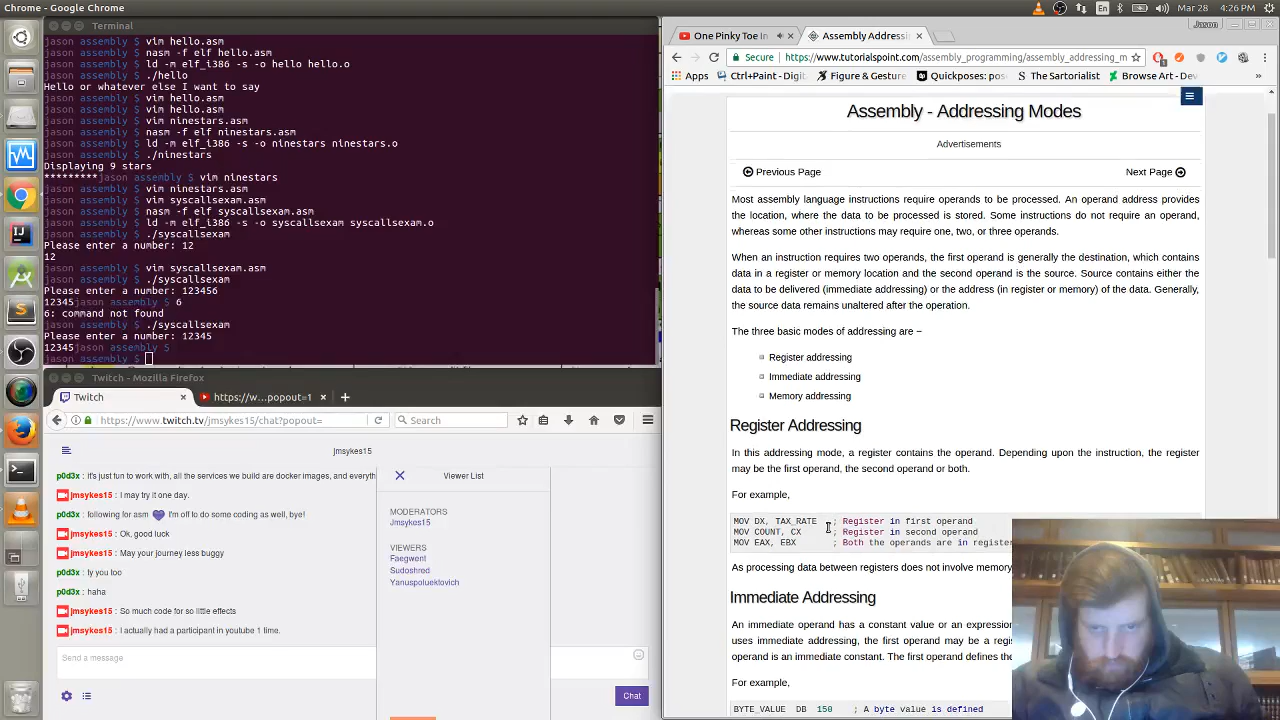 Chrome - Google Chrome
En
Mar 28
4:26 PM
Terminal
jason assembly $ vim hello.asm
jason assembly $ nasm -f elf hello.asm
jason assembly $ ld -m elf_i386 -s -o hello hello.o
jason assembly $ ./hello
Hello or whatever else I want to say
jason assembly $ vim hello.asm
jason assembly $ vim hello.asm
jason assembly $ vim ninestars.asm
jason assembly $ nasm -f elf ninestars.asm
jason assembly $ ld -m elf_i386 -s -o ninestars ninestars.o
jason assembly $ ./ninestars
Displaying 9 stars
*********jason assembly $ vim ninestars
jason assembly $ vim ninestars.asm
jason assembly $ vim syscallsexam.asm
jason assembly $ nasm -f elf syscallsexam.asm
jason assembly $ ld -m elf_i386 -s -o syscallsexam syscallsexam.o
jason assembly $ ./syscallsexam
Please enter a number: 12
12
jason assembly $ vim syscallsexam.asm
jason assembly $ ./syscallsexam
Please enter a number: 123456
12345jason assembly $ 6
6: command not found
jason assembly $ ./syscallsexam
Please enter a number: 12345
12345jason assembly $
jason assembly $
Twitch - Mozilla Firefox
Twitch
https://w...popout=1
https://www.twitch.tv/jmsykes15/chat?popout=
Search
jmsykes15
p0d3x : it's just fun to work with, all the services we build are docker images, and everyth
jmsykes15 : I may try it one day.
p0d3x : following for asm 💜 I'm off to do some coding as well, bye!
jmsykes15 : Ok, good luck
jmsykes15 : May your journey less buggy
p0d3x : ty you too
p0d3x : haha
jmsykes15 : So much code for so little effects
jmsykes15 : I actually had a participant in youtube 1 time.
Send a message
Chat
Viewer List
MODERATORS
Jmsykes15
VIEWERS
Faegwent
Sudoshred
Yanuspoluektovich
Jason
One Pinky Toe In
Assembly Addressi
Secure
https://www.tutorialspoint.com/assembly_programming/assembly_addressing_m
Apps
Ctrl+Paint - Digit
Figure & Gesture
Quickposes: pose
The Sartorialist
Browse Art - Dev
Assembly - Addressing Modes
Advertisements
Previous Page
Next Page
Most assembly language instructions require operands to be processed. An operand address provides
the location, where the data to be processed is stored. Some instructions do not require an operand,
whereas some other instructions may require one, two, or three operands.
When an instruction requires two operands, the first operand is generally the destination, which contains
data in a register or memory location and the second operand is the source. Source contains either the
data to be delivered (immediate addressing) or the address (in register or memory) of the data. Generally,
the source data remains unaltered after the operation.
The three basic modes of addressing are −
Register addressing
Immediate addressing
Memory addressing
Register Addressing
In this addressing mode, a register contains the operand. Depending upon the instruction, the register
may be the first operand, the second operand or both.
For example,
MOV DX, TAX_RATE ; Register in first operand
MOV COUNT, CX ; Register in second operand
MOV EAX, EBX ; Both the operands are in register
As processing data between registers does not involve memory
Immediate Addressing
An immediate operand has a constant value or an expression
uses immediate addressing, the first operand may be a regi
operand is an immediate constant. The first operand defines the
For example,
BYTE_VALUE DB 150 ; A byte value is defined